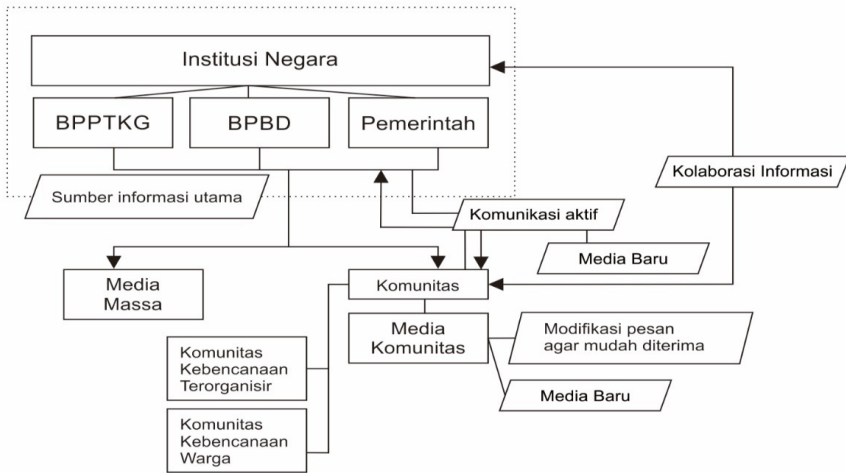 Institusi Negara
BPPTKG
BPBD
Pemerintah
Kolaborasi Informasi
Sumber informasi utama
Komunikasi aktif
Media Baru
Media
Massa
Komunitas
Media
Komunitas
Modifikasi pesan
agar mudah diterima
Komunitas
Kebencanaan
Terorganisir
Media Baru
Komunitas
Kebencanaan
Warga